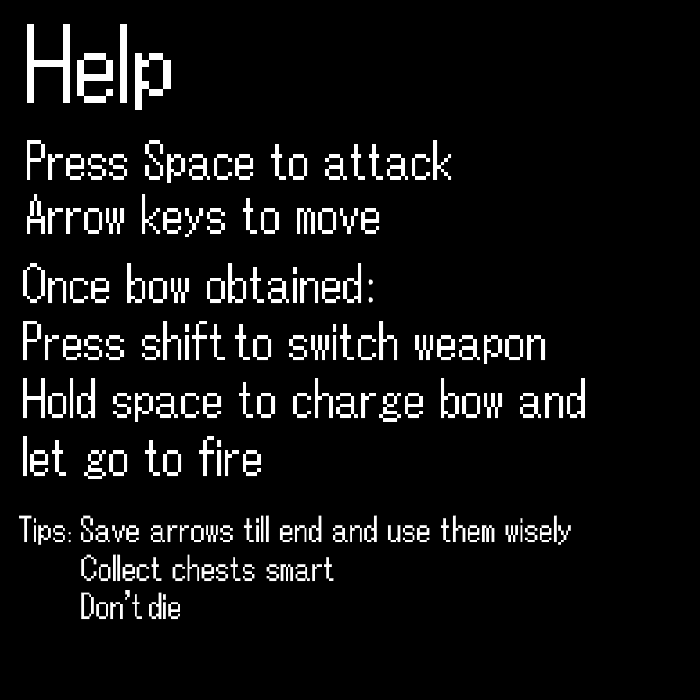 Help
Press Space to attack
Arrow keys to move
Once bow obtained:
Press shift to switch weapon
Hold space to charge bow and
let go to fire
Tips: Save arrows till end and use them wisely
Collect chests smart
Don't die